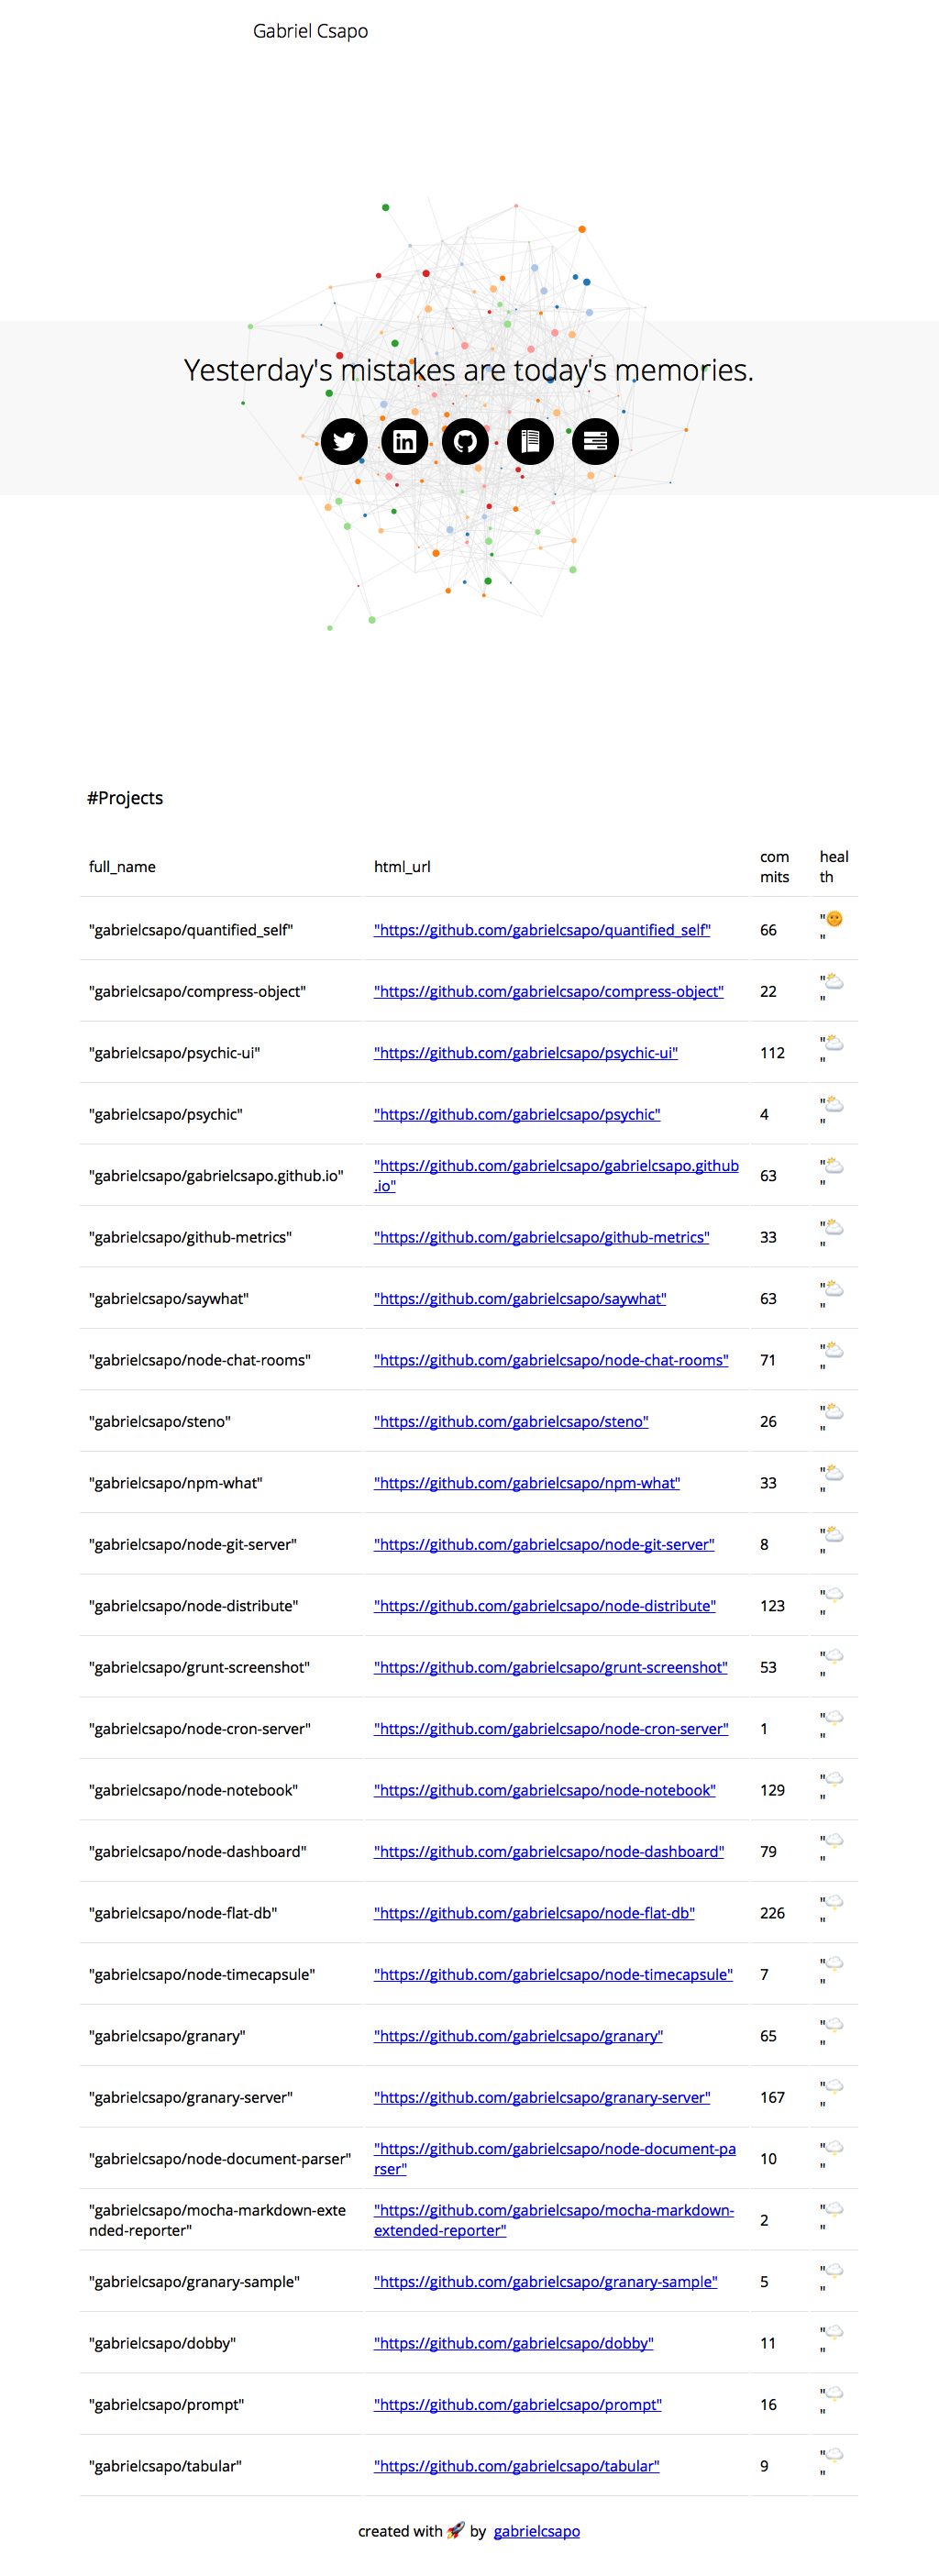 Gabriel Csapo
Yesterday's mistakes are today's memories.
#Projects
full_name html_url com
mits heal
th
"gabrielcsapo/quantified_self" "https://github.com/gabrielcsapo/quantified_self" 66 "🌞
"
"gabrielcsapo/compress-object" "https://github.com/gabrielcsapo/compress-object" 22 "⛅
"
"gabrielcsapo/psychic-ui" "https://github.com/gabrielcsapo/psychic-ui" 112 "⛅
"
"gabrielcsapo/psychic" "https://github.com/gabrielcsapo/psychic" 4 "⛅
"
"gabrielcsapo/gabrielcsapo.github.io" "https://github.com/gabrielcsapo/gabrielcsapo.github
.io" 63 "⛅
"
"gabrielcsapo/github-metrics" "https://github.com/gabrielcsapo/github-metrics" 33 "⛅
"
"gabrielcsapo/saywhat" "https://github.com/gabrielcsapo/saywhat" 63 "⛅
"
"gabrielcsapo/node-chat-rooms" "https://github.com/gabrielcsapo/node-chat-rooms" 71 "⛅
"
"gabrielcsapo/steno" "https://github.com/gabrielcsapo/steno" 26 "⛅
"
"gabrielcsapo/npm-what" "https://github.com/gabrielcsapo/npm-what" 33 "⛅
"
"gabrielcsapo/node-git-server" "https://github.com/gabrielcsapo/node-git-server" 8 "⛅
"
"gabrielcsapo/node-distribute" "https://github.com/gabrielcsapo/node-distribute" 123 "🌩
"
"gabrielcsapo/grunt-screenshot" "https://github.com/gabrielcsapo/grunt-screenshot" 53 "🌩
"
"gabrielcsapo/node-cron-server" "https://github.com/gabrielcsapo/node-cron-server" 1 "🌩
"
"gabrielcsapo/node-notebook" "https://github.com/gabrielcsapo/node-notebook" 129 "🌩
"
"gabrielcsapo/node-dashboard" "https://github.com/gabrielcsapo/node-dashboard" 79 "🌩
"
"gabrielcsapo/node-flat-db" "https://github.com/gabrielcsapo/node-flat-db" 226 "🌩
"
"gabrielcsapo/node-timecapsule" "https://github.com/gabrielcsapo/node-timecapsule" 7 "🌩
"
"gabrielcsapo/granary" "https://github.com/gabrielcsapo/granary" 65 "🌩
"
"gabrielcsapo/granary-server" "https://github.com/gabrielcsapo/granary-server" 167 "🌩
"
"gabrielcsapo/node-document-parser" "https://github.com/gabrielcsapo/node-document-pa
rser" 10 "🌩
"
"gabrielcsapo/mocha-markdown-exte
nded-reporter" "https://github.com/gabrielcsapo/mocha-markdown-
extended-reporter" 2 "🌩
"
"gabrielcsapo/granary-sample" "https://github.com/gabrielcsapo/granary-sample" 5 "🌩
"
"gabrielcsapo/dobby" "https://github.com/gabrielcsapo/dobby" 11 "🌩
"
"gabrielcsapo/prompt" "https://github.com/gabrielcsapo/prompt" 16 "🌩
"
"gabrielcsapo/tabular" "https://github.com/gabrielcsapo/tabular" 9 "🌩
"
created with 🚀 by gabrielcsapo